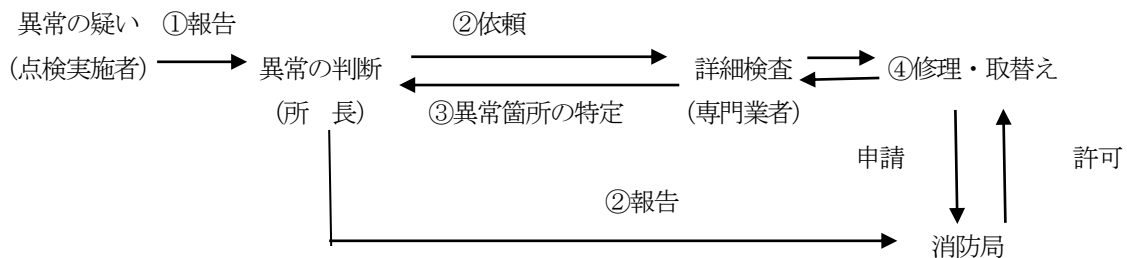 異常の疑い ①報告 ②依頼
(点検実施者) 異常の判断 詳細検査 ④修理・取替え
(所 長) ③異常箇所の特定 (専門業者)
申請 許可
②報告
消防局